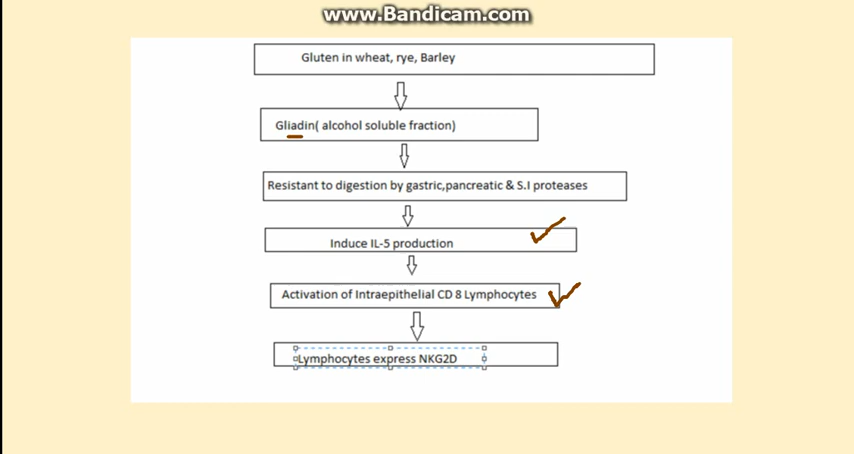 www.Bandicam.com
Gluten in wheat, rye, Barley
Gliadin( alcohol soluble fraction)
Resistant to digestion by gastric,pancreatic & S.I proteases
Induce IL-5 production
Activation of Intraepithelial CD 8 Lymphocytes
Lymphocytes express NKG2D